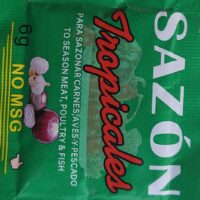 SAZÓN
Tropicales
PARA SAZONAR CARNES, AVES Y PESCADO
TO SEASON MEAT, POULTRY & FISH
NO MSG
6g